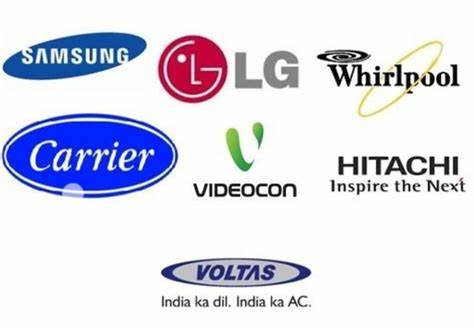 SAMSUNG
LG
Whirlpool
Carrier
VIDEOCON
HITACHI
Inspire the Next
VOLTAS
India ka dil. India ka AC.